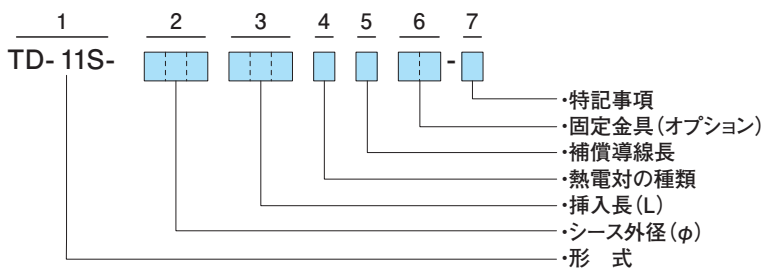 1 2 3 4 5 6 7
TD-11S- -
・特記事項
・固定金具(オプション)
・補償導線長
・熱電対の種類
・挿入長(L)
・シース外径(φ)
・形 式